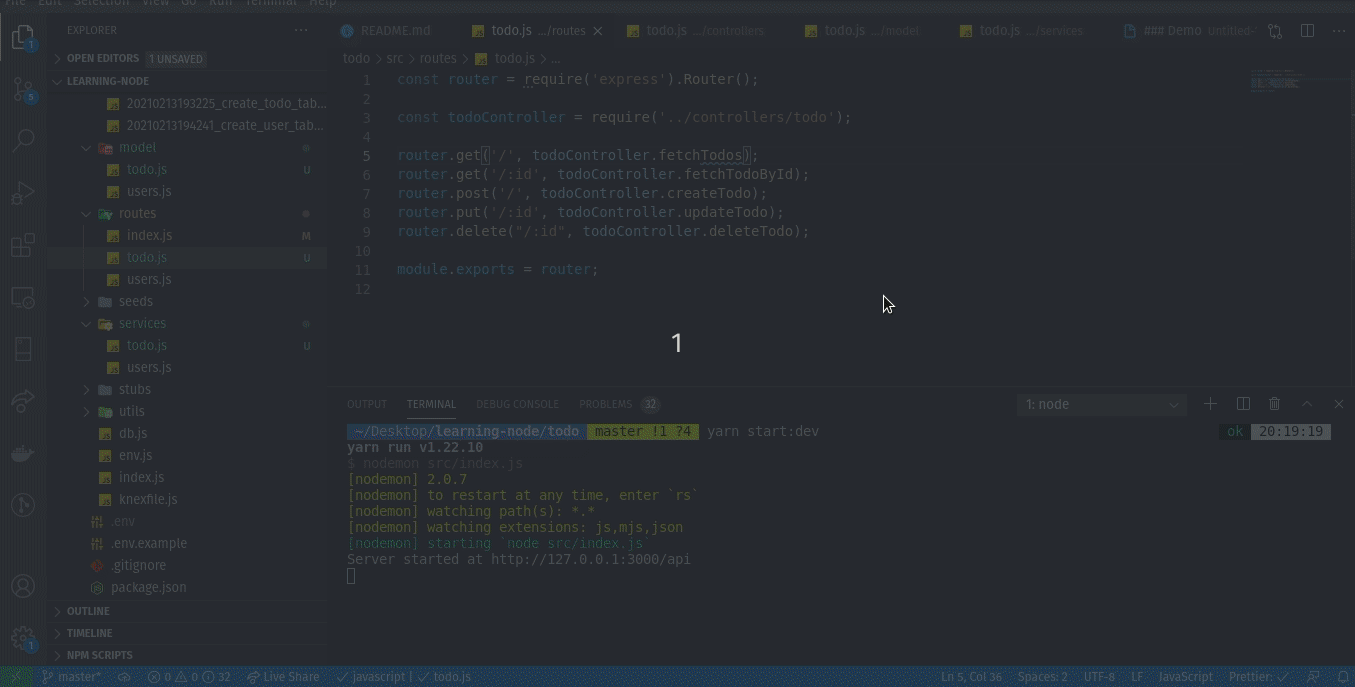 File Edit Selection View Go Run Terminal Help
EXPLORER ···
README.md
todo.js .../routes
todo.js .../controllers
todo.js .../model
todo.js .../services
### Demo Untitled-
1
5
OPEN EDITORS 1 UNSAVED
LEARNING-NODE
20210213193225_create_todo_tab...
20210213194241_create_user_tab...
model
todo.js U
users.js
routes
index.js M
todo.js U
users.js
seeds
services
todo.js U
users.js
stubs
utils
db.js
env.js
index.js
knexfile.js
.env
.env.example
.gitignore
package.json
OUTLINE
TIMELINE
NPM SCRIPTS
1
todo > src > routes > todo.js > ...
1 const router = require('express').Router();
2
3 const todoController = require('../controllers/todo');
4
5 router.get('/', todoController.fetchTodos);
6 router.get('/:id', todoController.fetchTodoById);
7 router.post('/', todoController.createTodo);
8 router.put('/:id', todoController.updateTodo);
9 router.delete("/:id", todoController.deleteTodo);
10
11 module.exports = router;
12
1
OUTPUT TERMINAL DEBUG CONSOLE PROBLEMS 32
1: node
~/Desktop/learning-node/todo master !1 ?4 yarn start:dev ok 20:19:19
yarn run v1.22.10
$ nodemon src/index.js
[nodemon] 2.0.7
[nodemon] to restart at any time, enter `rs`
[nodemon] watching path(s): *.*
[nodemon] watching extensions: js,mjs,json
[nodemon] starting `node src/index.js`
Server started at http://127.0.0.1:3000/api
master* 0 0 32 Live Share javascript | todo.js Ln 5, Col 36 Spaces: 2 UTF-8 LF JavaScript Prettier: